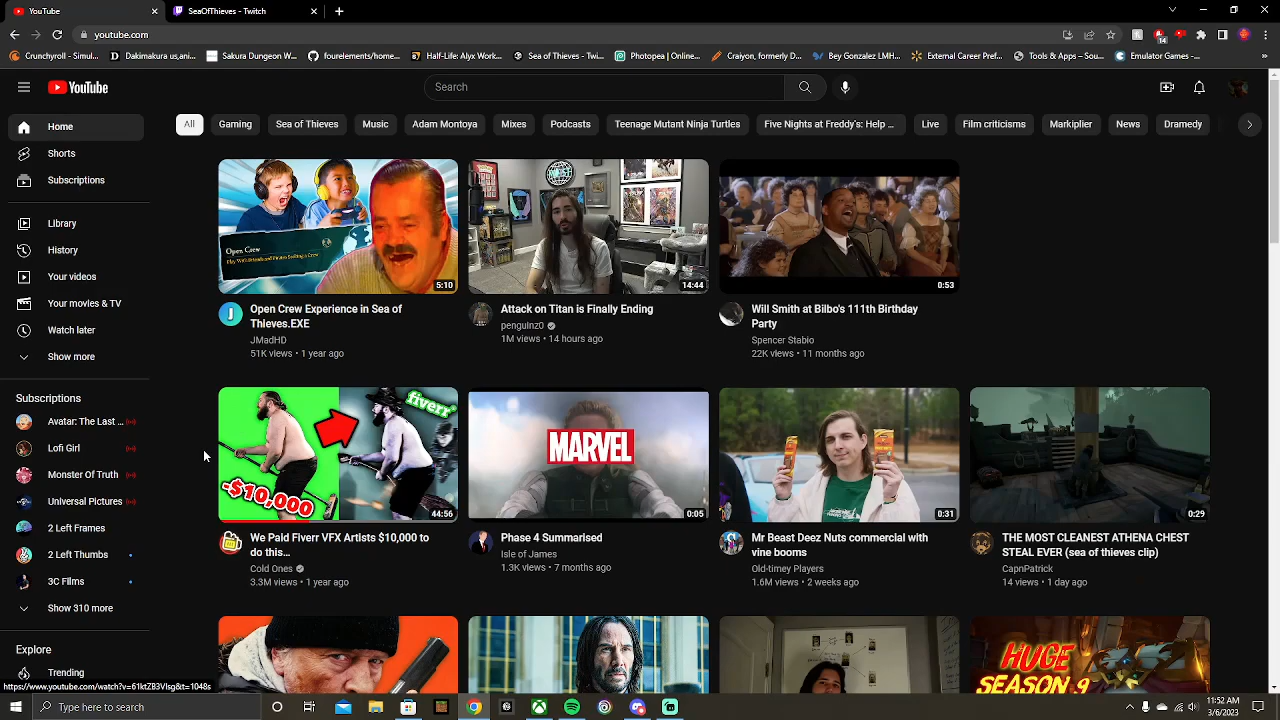 YouTube
SeaOfThieves - Twitch
youtube.com
Crunchyroll - Simul...
Dakimakura us,ani...
Sakura Dungeon W...
fourelements/home...
Half-Life: Alyx Work...
Sea of Thieves - Twi...
Photopea | Online...
Craiyon, formerly D...
Bey Gonzalez LMH...
External Career Pref...
Tools & Apps – Sou...
Emulator Games -...
YouTube
Search
All
Gaming
Sea of Thieves
Music
Adam Montoya
Mixes
Podcasts
Teenage Mutant Ninja Turtles
Five Nights at Freddy's: Help ...
Live
Film criticisms
Markiplier
News
Dramedy
Home
Shorts
Subscriptions
Library
History
Your videos
Your movies & TV
Watch later
Show more
Subscriptions
Avatar: The Last ...
Lofi Girl
Monster Of Truth
Universal Pictures
2 Left Frames
2 Left Thumbs
3C Films
Show 310 more
Explore
Trending
Open Crew
5:10
14:44
0:53
Open Crew Experience in Sea of
Thieves.EXE
JMadHD
51K views • 1 year ago
Attack on Titan is Finally Ending
penguinz0
1M views • 14 hours ago
Will Smith at Bilbo's 111th Birthday
Party
Spencer Stabio
22K views • 11 months ago
fiverr
-$10,000
44:56
MARVEL
0:05
0:31
0:29
We Paid Fiverr VFX Artists $10,000 to
do this...
Cold Ones
3.3M views • 1 year ago
Phase 4 Summarised
Isle of James
1.3K views • 7 months ago
Mr Beast Deez Nuts commercial with
vine booms
Old-timey Players
1.6M views • 2 weeks ago
THE MOST CLEANEST ATHENA CHEST
STEAL EVER (sea of thieves clip)
CapnPatrick
14 views • 1 day ago
HUGE
SEASON 9
https://www.youtube.com/watch?v=61ktZB3VIsg&t=1048s
Type here to search
11:52 AM
3/6/2023